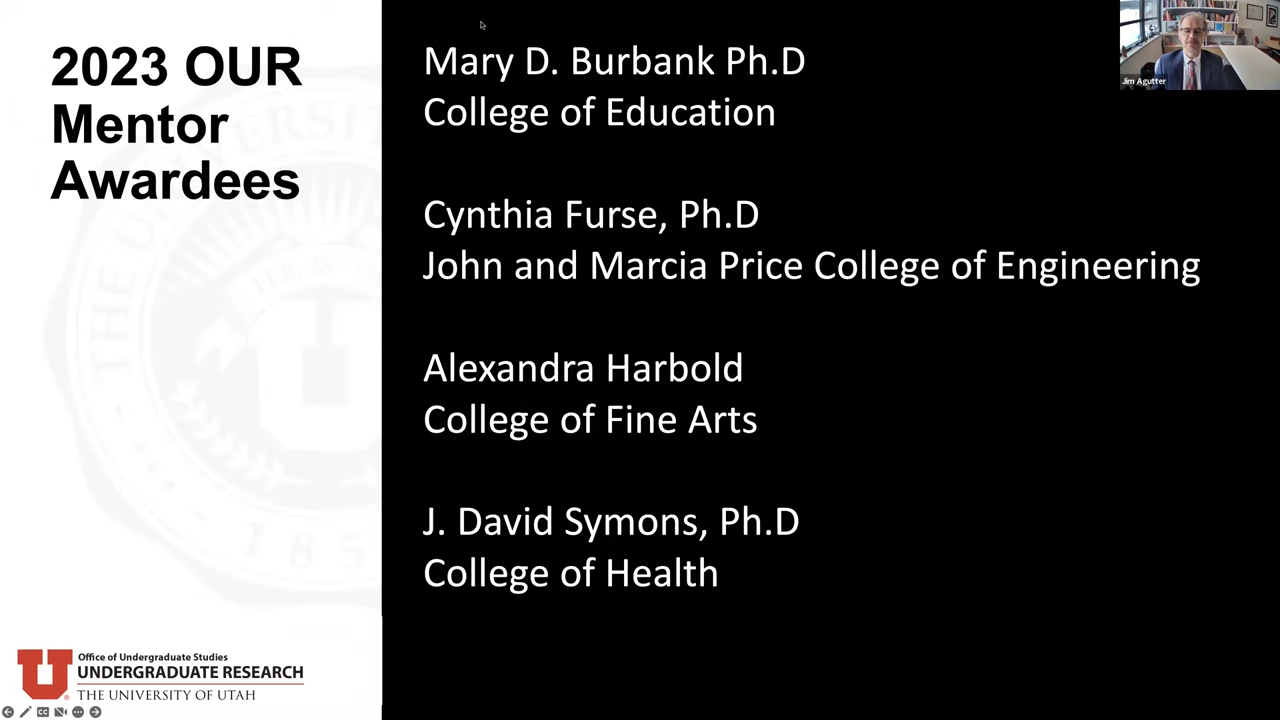 2023 OUR
Mentor
Awardees
Mary D. Burbank Ph.D
College of Education
Cynthia Furse, Ph.D
John and Marcia Price College of Engineering
Alexandra Harbold
College of Fine Arts
J. David Symons, Ph.D
College of Health
Jim Agutter
U
Office of Undergraduate Studies
UNDERGRADUATE RESEARCH
THE UNIVERSITY OF UTAH